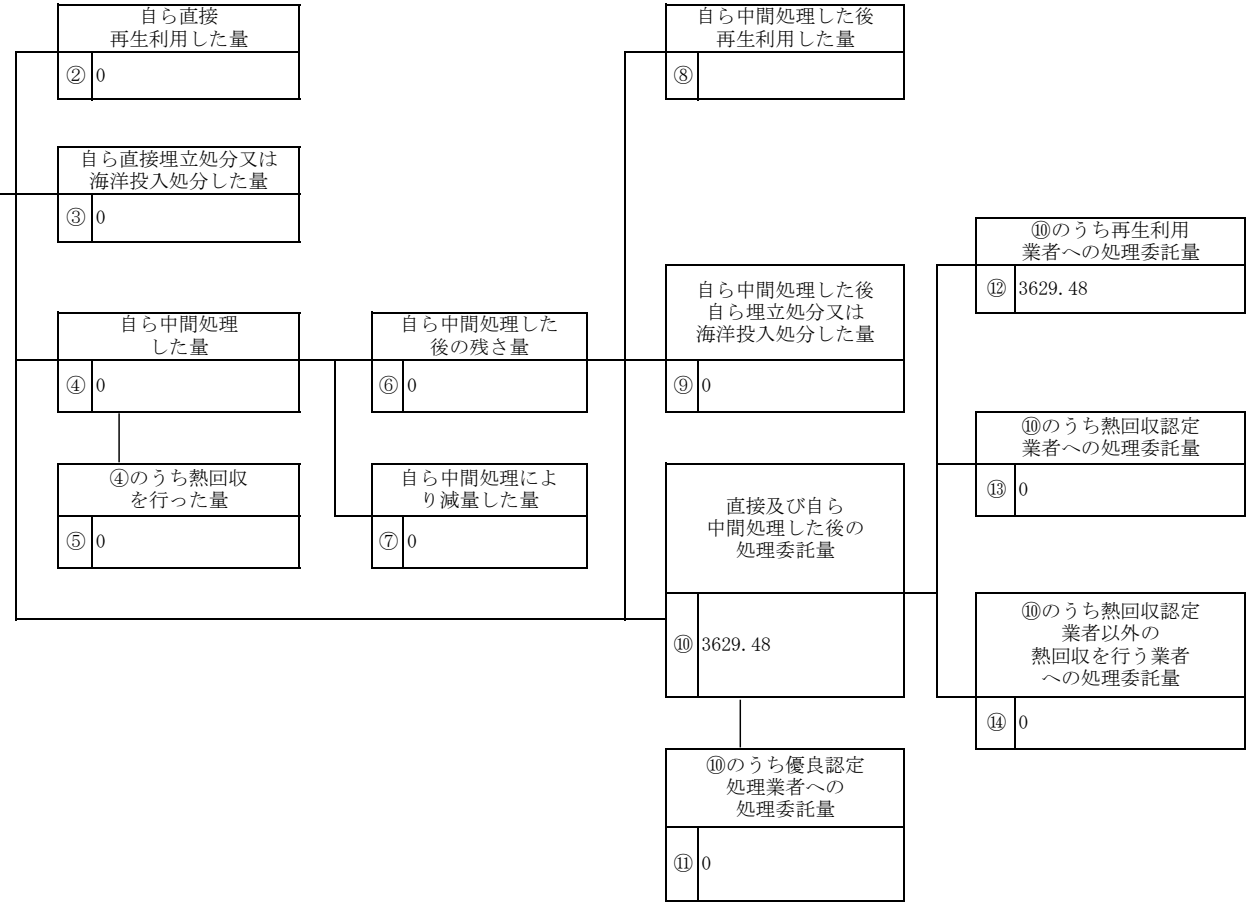 自ら直接
再生利用した量
② 0
自ら直接埋立処分又は
海洋投入処分した量
③ 0
自ら中間処理
した量
④ 0
④のうち熱回収
を行った量
⑤ 0
自ら中間処理した
後の残さ量
⑥ 0
自ら中間処理によ
り減量した量
⑦ 0
自ら中間処理した後
再生利用した量
⑧
自ら中間処理した後
自ら埋立処分又は
海洋投入処分した量
⑨ 0
直接及び自ら
中間処理した後の
処理委託量
⑩ 3629.48
⑩のうち優良認定
処理業者への
処理委託量
⑪ 0
⑩のうち再生利用
業者への処理委託量
⑫ 3629.48
⑩のうち熱回収認定
業者への処理委託量
⑬ 0
⑩のうち熱回収認定
業者以外の
熱回収を行う業者
への処理委託量
⑭ 0